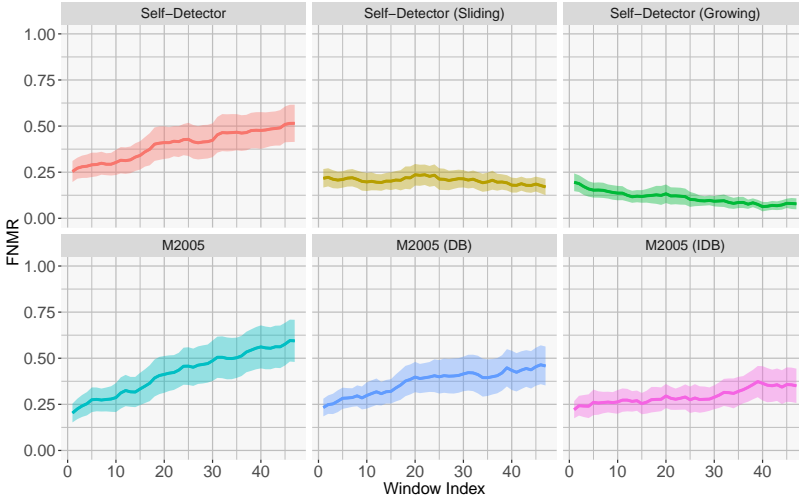 Self−Detector Self−Detector (Sliding) Self−Detector (Growing)
1.00
0.75
0.50
0.25
0.00
FNMR
M2005 M2005 (DB) M2005 (IDB)
1.00
0.75
0.50
0.25
0.00
0 10 20 30 40 0 10 20 30 40 0 10 20 30 40
Window Index